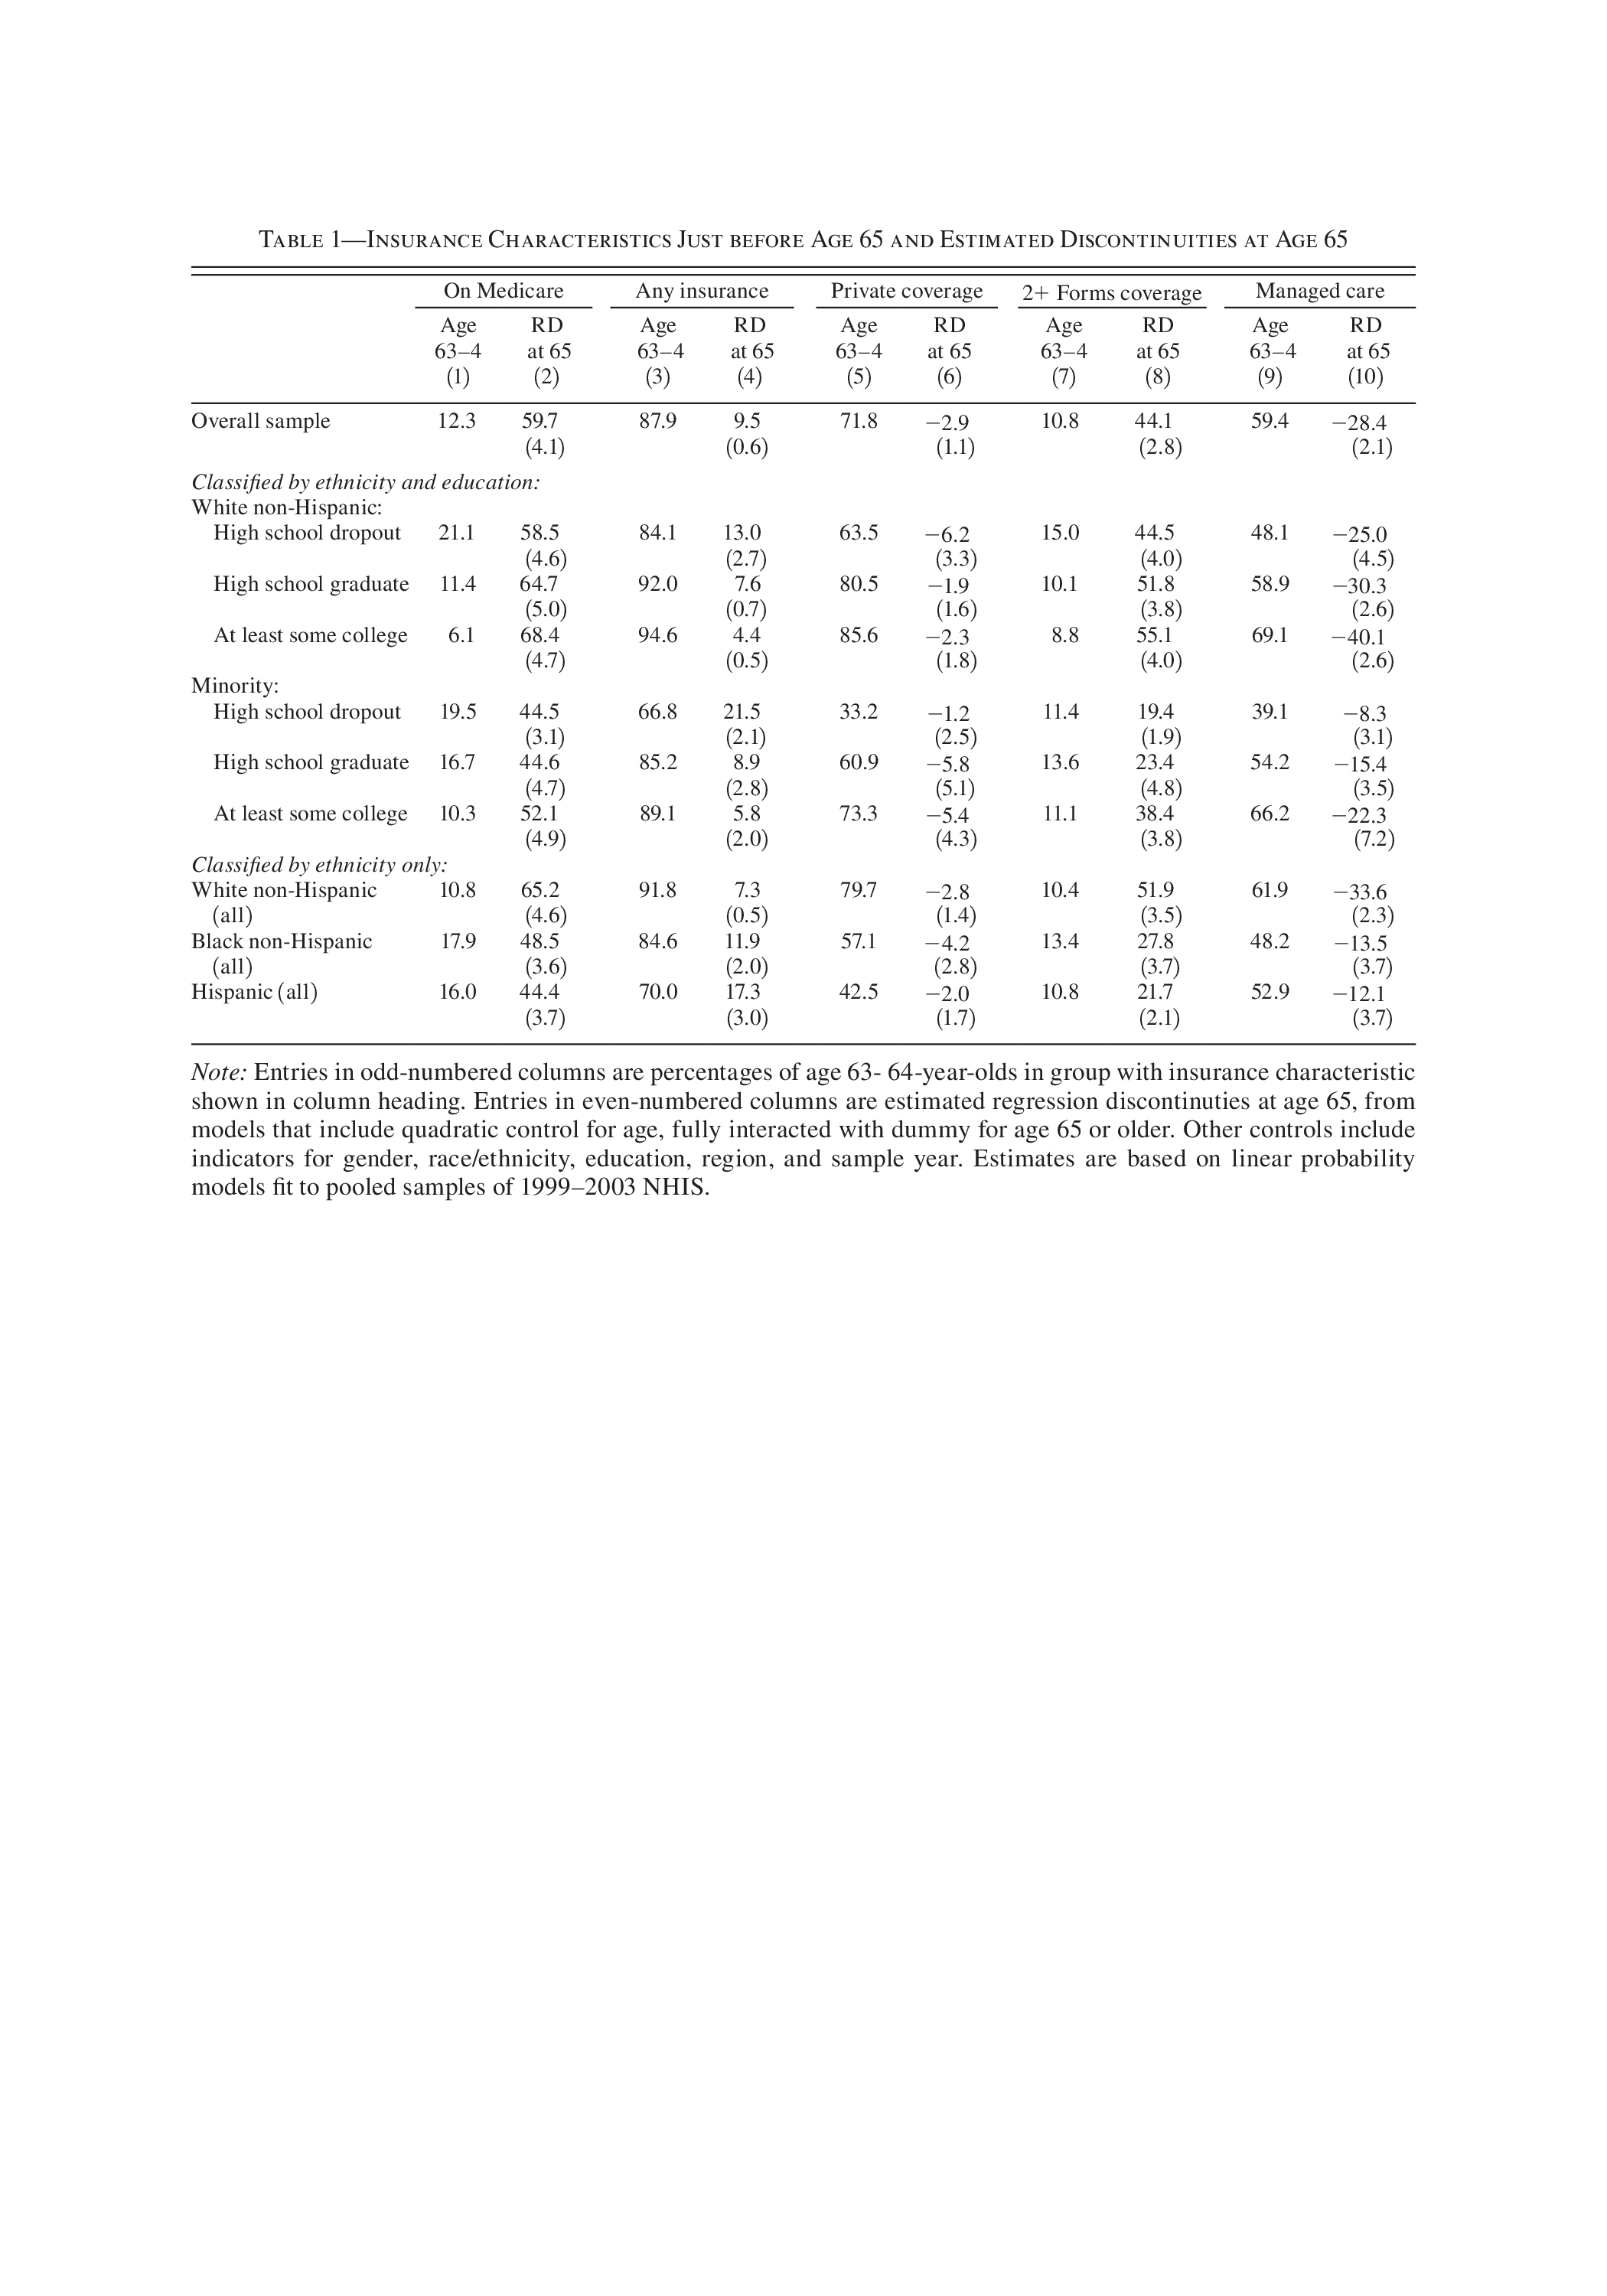 Table 1—Insurance Characteristics Just before Age 65 and Estimated Discontinuities at Age 65
On Medicare Any insurance Private coverage 2+ Forms coverage Managed care
Age RD Age RD Age RD Age RD Age RD
63–4 at 65 63–4 at 65 63–4 at 65 63–4 at 65 63–4 at 65
(1) (2) (3) (4) (5) (6) (7) (8) (9) (10)
Overall sample 12.3 59.7 87.9 9.5 71.8 −2.9 10.8 44.1 59.4 −28.4
(4.1) (0.6) (1.1) (2.8) (2.1)
Classified by ethnicity and education:
White non-Hispanic:
High school dropout 21.1 58.5 84.1 13.0 63.5 −6.2 15.0 44.5 48.1 −25.0
(4.6) (2.7) (3.3) (4.0) (4.5)
High school graduate 11.4 64.7 92.0 7.6 80.5 −1.9 10.1 51.8 58.9 −30.3
(5.0) (0.7) (1.6) (3.8) (2.6)
At least some college 6.1 68.4 94.6 4.4 85.6 −2.3 8.8 55.1 69.1 −40.1
(4.7) (0.5) (1.8) (4.0) (2.6)
Minority:
High school dropout 19.5 44.5 66.8 21.5 33.2 −1.2 11.4 19.4 39.1 −8.3
(3.1) (2.1) (2.5) (1.9) (3.1)
High school graduate 16.7 44.6 85.2 8.9 60.9 −5.8 13.6 23.4 54.2 −15.4
(4.7) (2.8) (5.1) (4.8) (3.5)
At least some college 10.3 52.1 89.1 5.8 73.3 −5.4 11.1 38.4 66.2 −22.3
(4.9) (2.0) (4.3) (3.8) (7.2)
Classified by ethnicity only:
White non-Hispanic 10.8 65.2 91.8 7.3 79.7 −2.8 10.4 51.9 61.9 −33.6
(all) (4.6) (0.5) (1.4) (3.5) (2.3)
Black non-Hispanic 17.9 48.5 84.6 11.9 57.1 −4.2 13.4 27.8 48.2 −13.5
(all) (3.6) (2.0) (2.8) (3.7) (3.7)
Hispanic (all) 16.0 44.4 70.0 17.3 42.5 −2.0 10.8 21.7 52.9 −12.1
(3.7) (3.0) (1.7) (2.1) (3.7)
Note: Entries in odd-numbered columns are percentages of age 63- 64-year-olds in group with insurance characteristic
shown in column heading. Entries in even-numbered columns are estimated regression discontinuties at age 65, from
models that include quadratic control for age, fully interacted with dummy for age 65 or older. Other controls include
indicators for gender, race/ethnicity, education, region, and sample year. Estimates are based on linear probability
models fit to pooled samples of 1999–2003 NHIS.